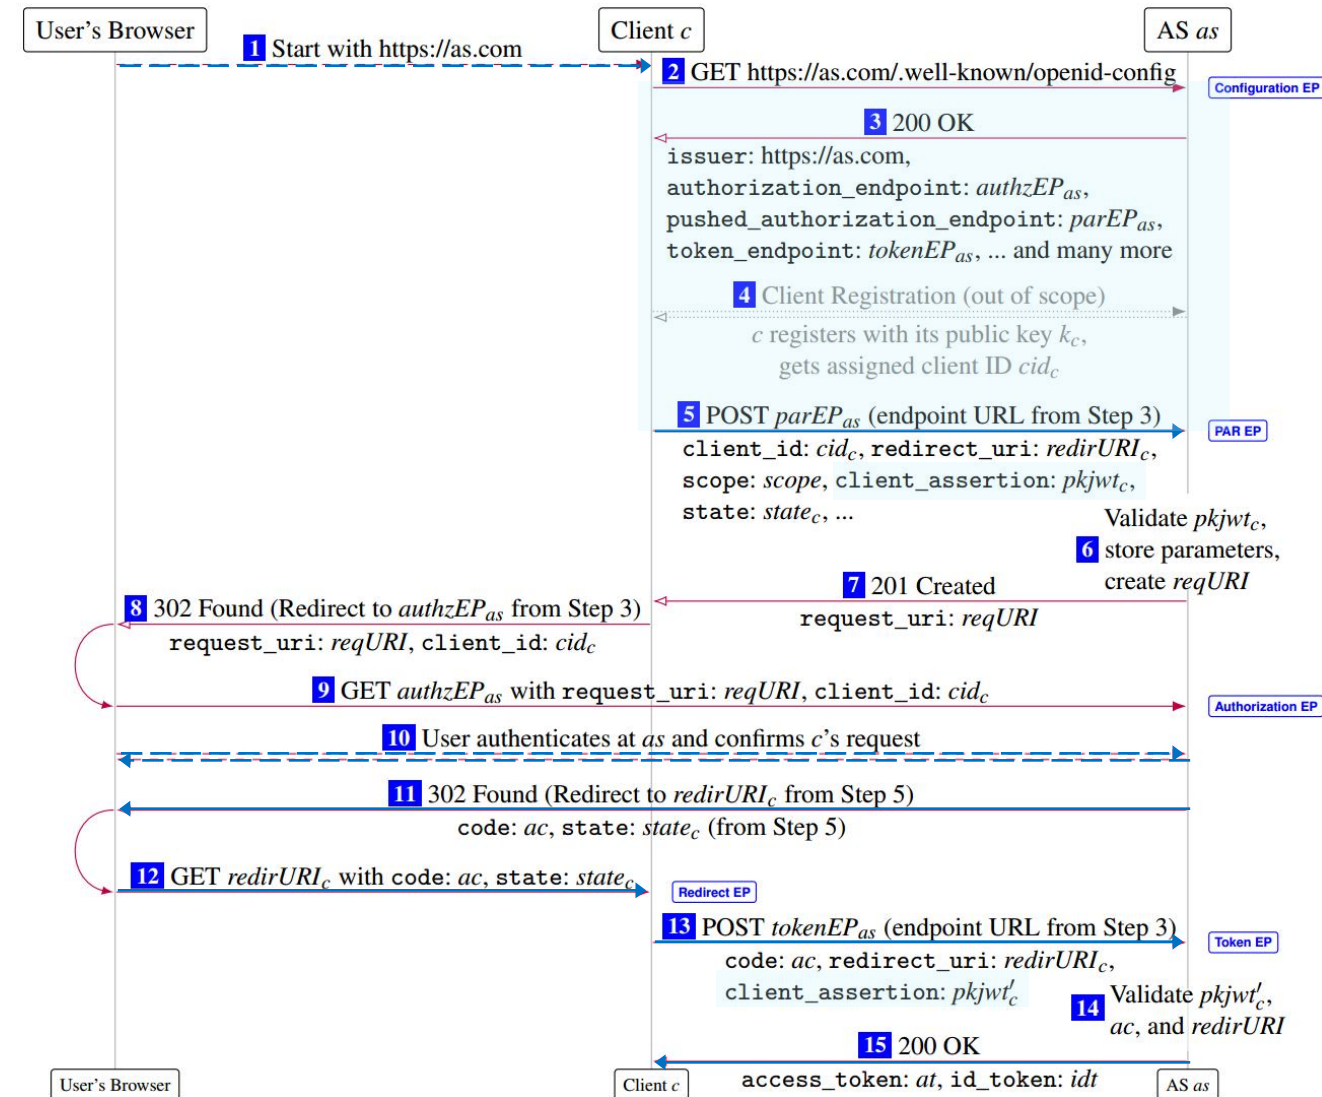 User's Browser
Client c
AS as
1 Start with https://as.com
2 GET https://as.com/.well-known/openid-config
Configuration EP
3 200 OK
issuer: https://as.com,
authorization_endpoint: authzEPas,
pushed_authorization_endpoint: parEPas,
token_endpoint: tokenEPas, ... and many more
4 Client Registration (out of scope)
c registers with its public key kc,
gets assigned client ID cidc
5 POST parEPas (endpoint URL from Step 3)
PAR EP
client_id: cidc, redirect_uri: redirURIc,
scope: scope, client_assertion: pkjwtc,
state: statec, ...
Validate pkjwtc,
6 store parameters,
create reqURI
7 201 Created
request_uri: reqURI
8 302 Found (Redirect to authzEPas from Step 3)
request_uri: reqURI, client_id: cidc
9 GET authzEPas with request_uri: reqURI, client_id: cidc
Authorization EP
10 User authenticates at as and confirms c's request
11 302 Found (Redirect to redirURIc from Step 5)
code: ac, state: statec (from Step 5)
12 GET redirURIc with code: ac, state: statec
Redirect EP
13 POST tokenEPas (endpoint URL from Step 3)
Token EP
code: ac, redirect_uri: redirURIc,
client_assertion: pkjwt′c
14 Validate pkjwt′c,
ac, and redirURI
15 200 OK
access_token: at, id_token: idt
User's Browser
Client c
AS as